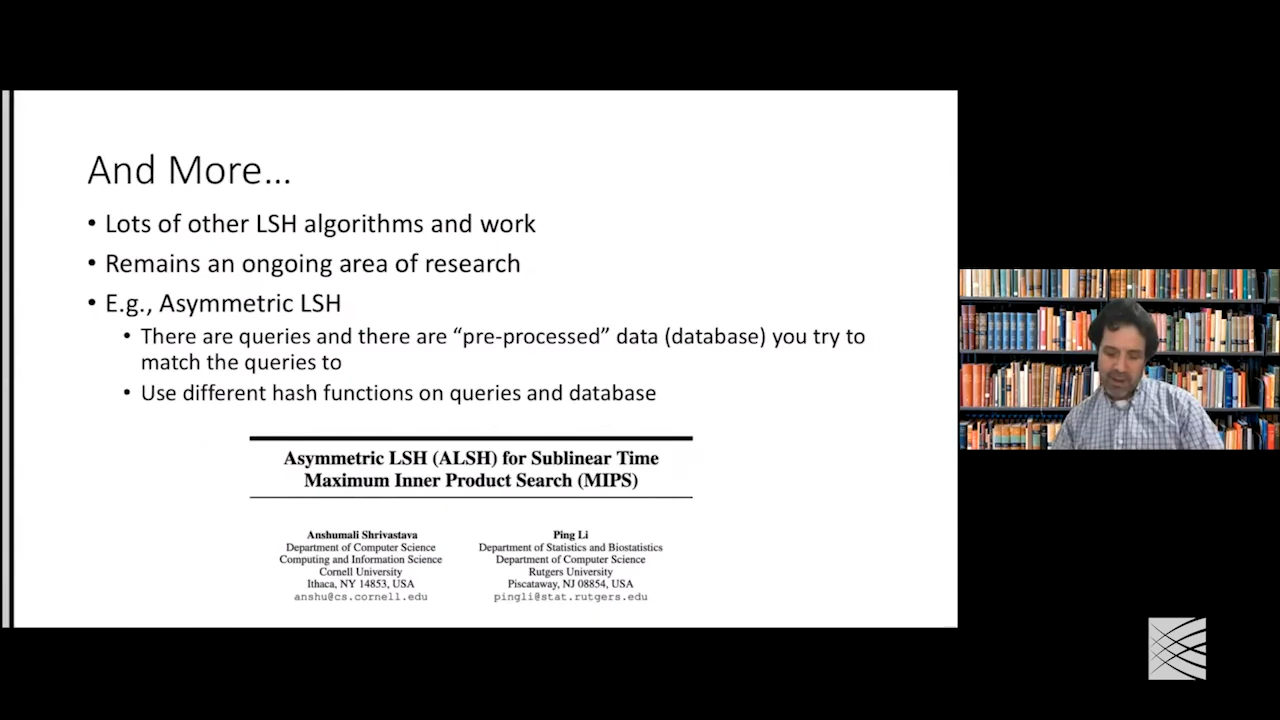 And More...
• Lots of other LSH algorithms and work
• Remains an ongoing area of research
• E.g., Asymmetric LSH
• There are queries and there are “pre-processed” data (database) you try to
match the queries to
• Use different hash functions on queries and database
Asymmetric LSH (ALSH) for Sublinear Time
Maximum Inner Product Search (MIPS)
Anshumali Shrivastava
Department of Computer Science
Computing and Information Science
Cornell University
Ithaca, NY 14853, USA
anshu@cs.cornell.edu
Ping Li
Department of Statistics and Biostatistics
Department of Computer Science
Rutgers University
Piscataway, NJ 08854, USA
pingli@stat.rutgers.edu